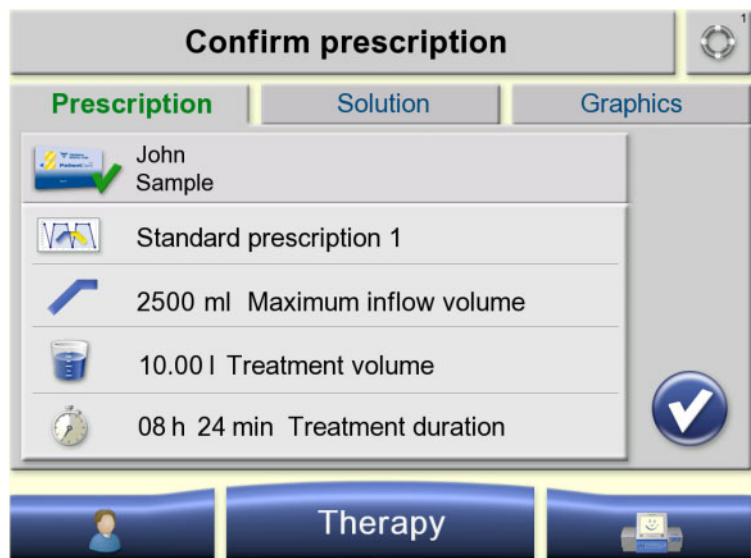 Confirm prescription
1
Prescription
Solution
Graphics
John
Sample
Standard prescription 1
2500 ml Maximum inflow volume
10.00 l Treatment volume
08 h 24 min Treatment duration
Therapy